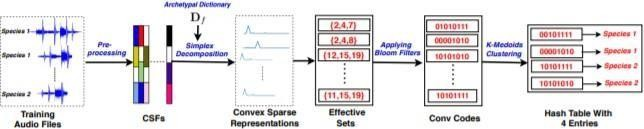 Species 1
Species 1
Species 2
Training
Audio Files
Pre-
processing
CSFs
Archetypal Dictionary
D_f
Simplex
Decomposition
Convex Sparse
Representations
{2,4,7}
{2,4,8}
{12,15,19}
{11,15,19}
Effective
Sets
Applying
Bloom Filters
01010111
00001010
10101010
10101111
Conv Codes
K-Medoids
Clustering
00101111
Species 1
00001010
Species 1
10101111
Species 2
10101010
Species 2
Hash Table With
4 Entries